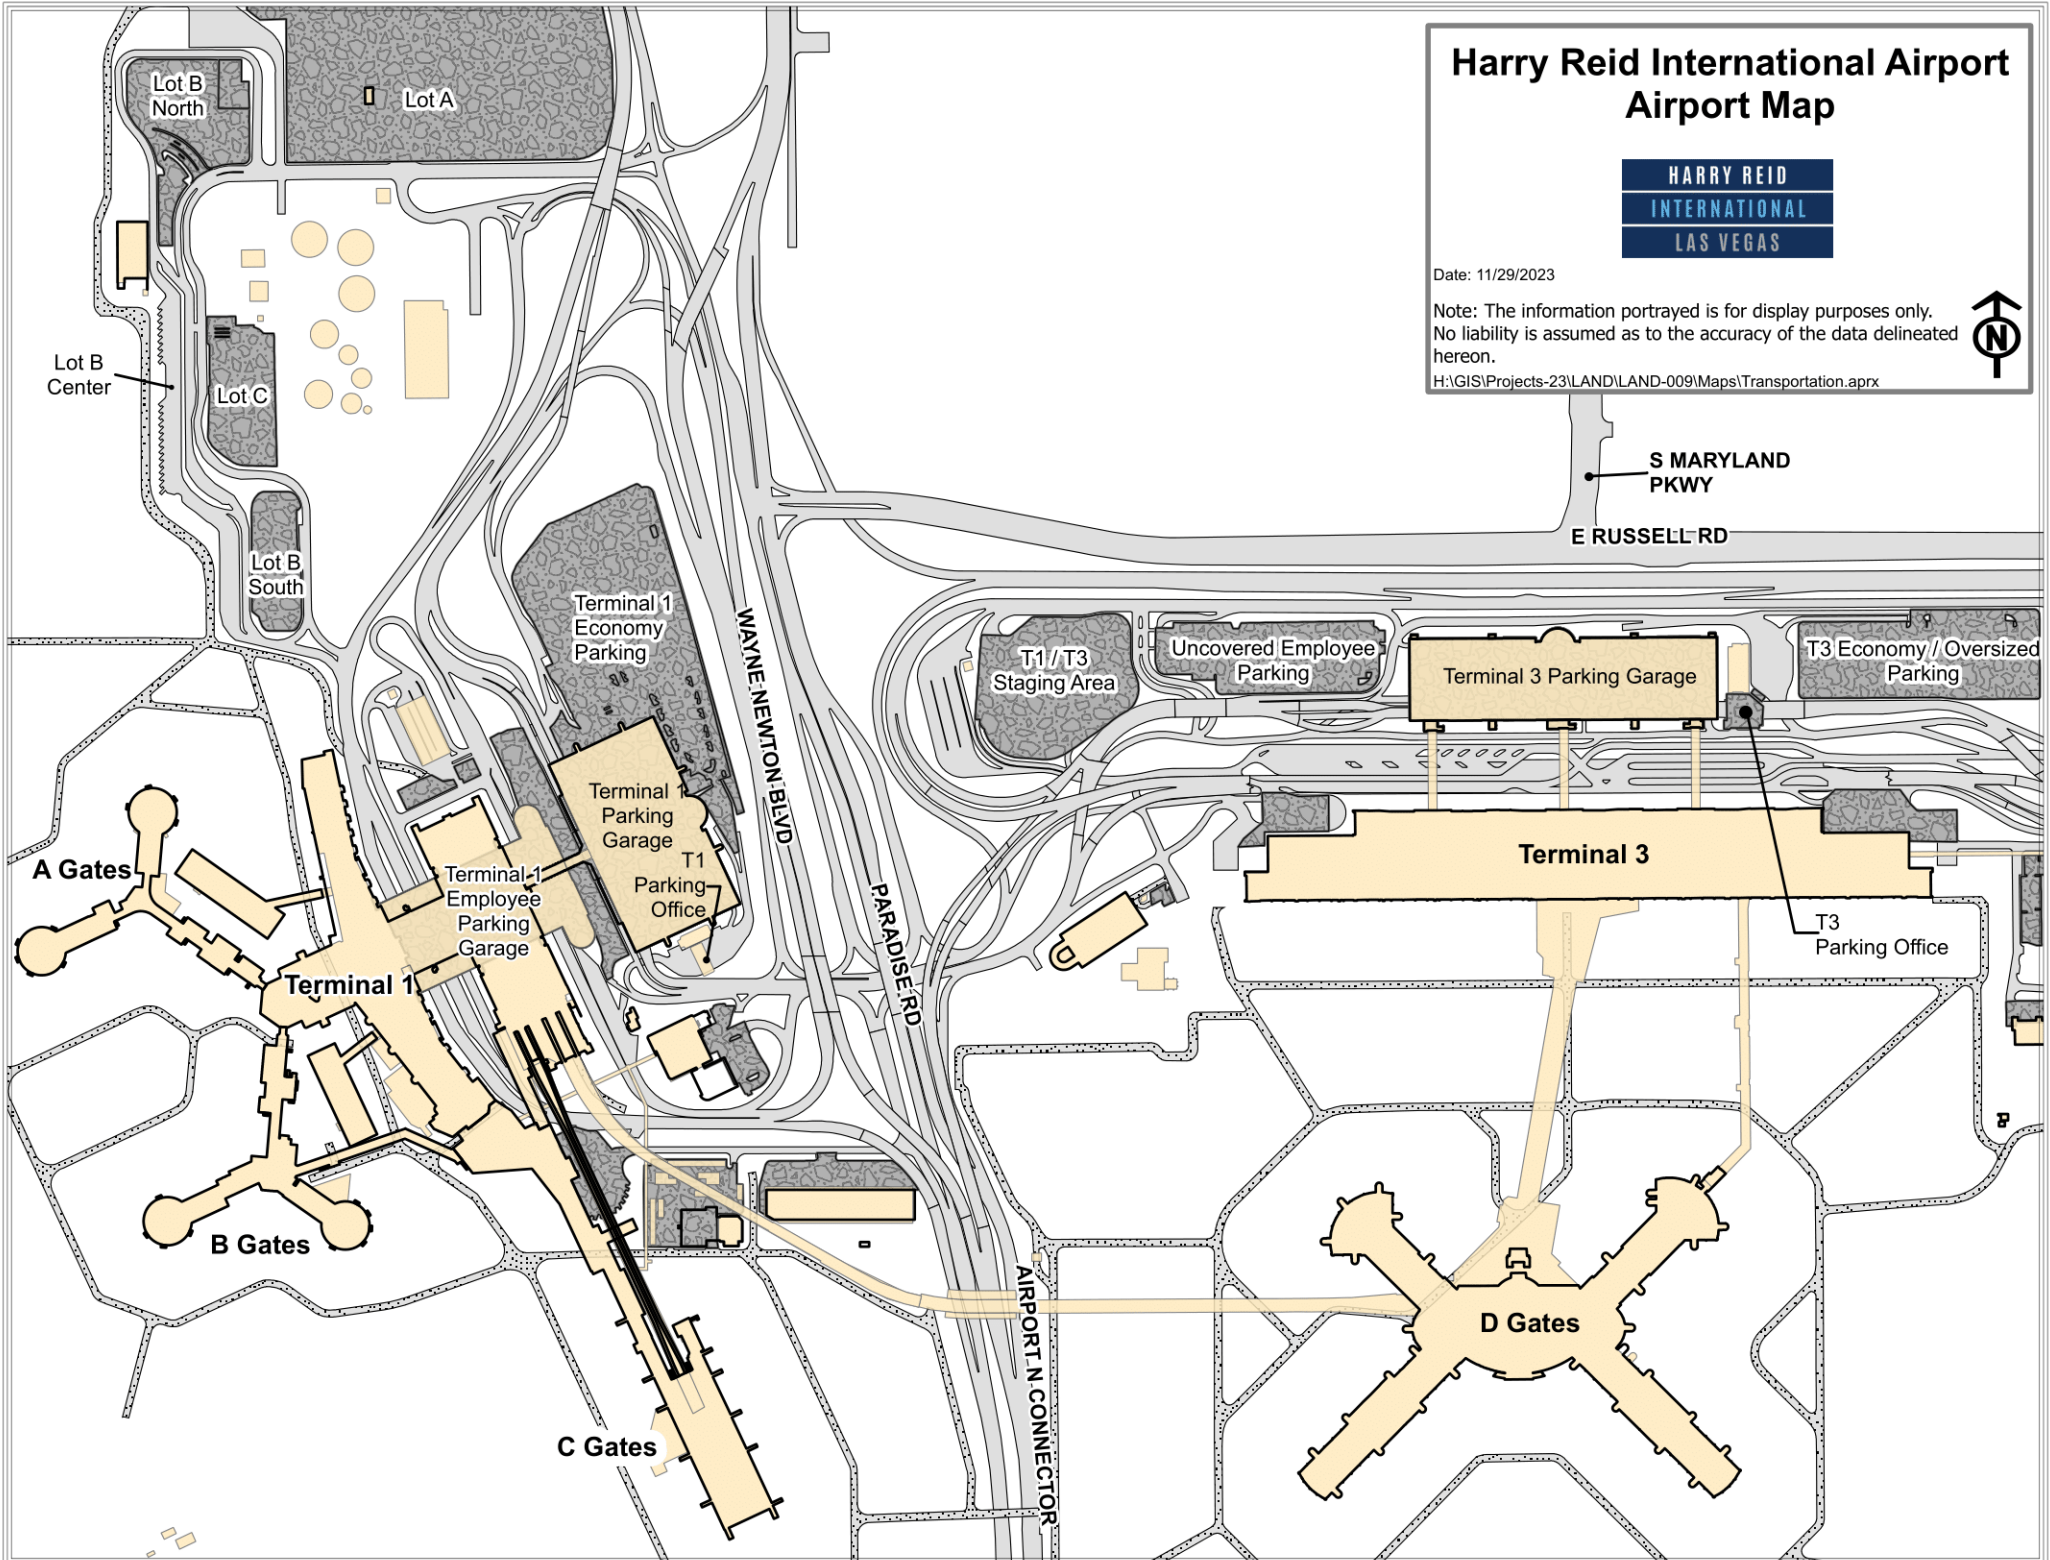 Harry Reid International Airport
Airport Map
HARRY REID
INTERNATIONAL
LAS VEGAS
Date: 11/29/2023
Note: The information portrayed is for display purposes only.
No liability is assumed as to the accuracy of the data delineated
hereon.
H:\GIS\Projects-23\LAND\LAND-009\Maps\Transportation.aprx
N
Lot B
North
Lot A
Lot B
Center
Lot C
Lot B
South
S MARYLAND
PKWY
E RUSSELL RD
Terminal 1
Economy
Parking
WAYNE NEWTON BLVD
T1 / T3
Staging Area
Uncovered Employee
Parking
Terminal 3 Parking Garage
T3 Economy / Oversized
Parking
Terminal 1
Parking
Garage
T1
Parking
Office
Terminal 1
Employee
Parking
Garage
A Gates
Terminal 1
Terminal 3
T3
Parking Office
PARADISE RD
B Gates
C Gates
D Gates
AIRPORT N CONNECTOR